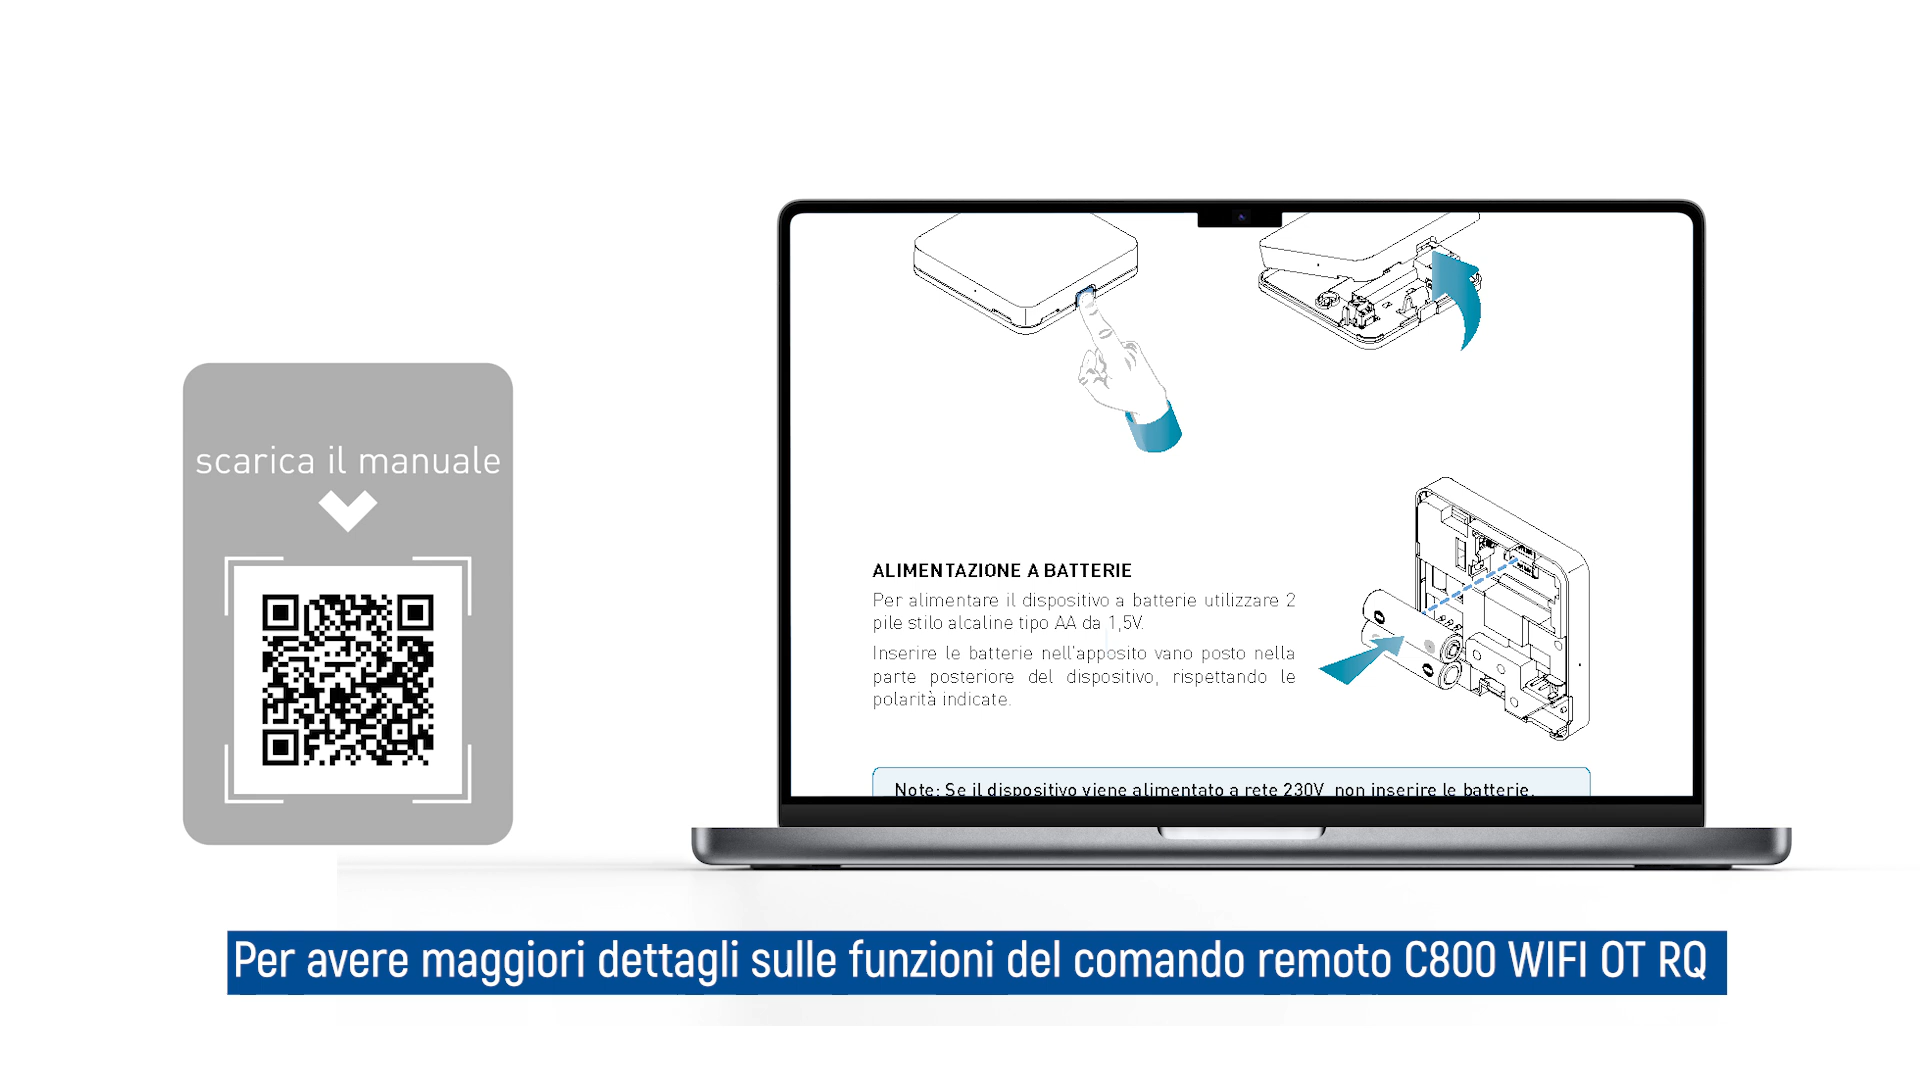 scarica il manuale
ALIMENTAZIONE A BATTERIE
Per alimentare il dispositivo a batterie utilizzare 2
pile stilo alcaline tipo AA da 1,5V.
Inserire le batterie nell'apposito vano posto nella
parte posteriore del dispositivo, rispettando le
polarità indicate.
Note: Se il dispositivo viene alimentato a rete 230V non inserire le batterie.
Per avere maggiori dettagli sulle funzioni del comando remoto C800 WIFI OT RQ